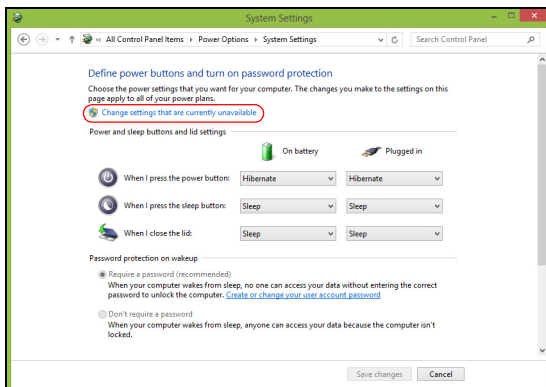 System Settings
« All Control Panel Items ▸ Power Options ▸ System Settings
Search Control Panel
Define power buttons and turn on password protection
Choose the power settings that you want for your computer. The changes you make to the settings on this
page apply to all of your power plans.
Change settings that are currently unavailable
Power and sleep buttons and lid settings
On battery Plugged in
When I press the power button: Hibernate Hibernate
When I press the sleep button: Sleep Sleep
When I close the lid: Sleep Sleep
Password protection on wakeup
Require a password (recommended)
When your computer wakes from sleep, no one can access your data without entering the correct
password to unlock the computer. Create or change your user account password
Don't require a password
When your computer wakes from sleep, anyone can access your data because the computer isn't
locked.
Save changes Cancel